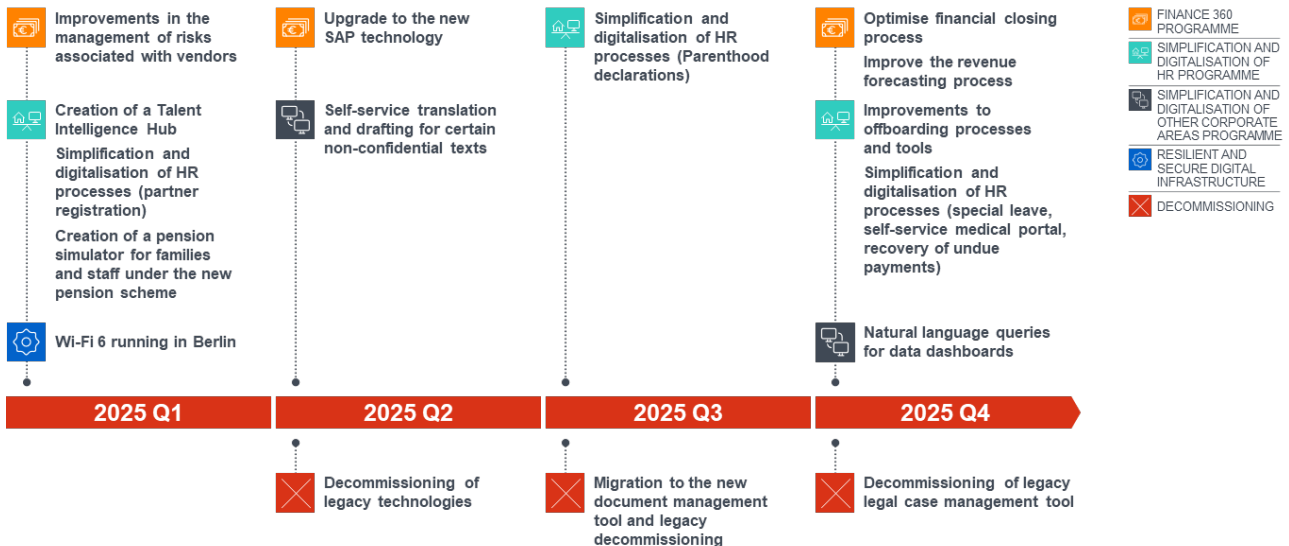 Improvements in the
management of risks
associated with vendors
Creation of a Talent
Intelligence Hub
Simplification and
digitalisation of HR
processes (partner
registration)
Creation of a pension
simulator for families
and staff under the new
pension scheme
Wi-Fi 6 running in Berlin
Upgrade to the new
SAP technology
Self-service translation
and drafting for certain
non-confidential texts
Simplification and
digitalisation of HR
processes (Parenthood
declarations)
Optimise financial closing
process
Improve the revenue
forecasting process
Improvements to
offboarding processes
and tools
Simplification and
digitalisation of HR
processes (special leave,
self-service medical portal,
recovery of undue
payments)
Natural language queries
for data dashboards
FINANCE 360
PROGRAMME
SIMPLIFICATION AND
DIGITALISATION OF
HR PROGRAMME
SIMPLIFICATION AND
DIGITALISATION OF
OTHER CORPORATE
AREAS PROGRAMME
RESILIENT AND
SECURE DIGITAL
INFRASTRUCTURE
DECOMMISSIONING
2025 Q1
2025 Q2
2025 Q3
2025 Q4
Decommissioning of
legacy technologies
Migration to the new
document management
tool and legacy
decommissioning
Decommissioning of legacy
legal case management tool